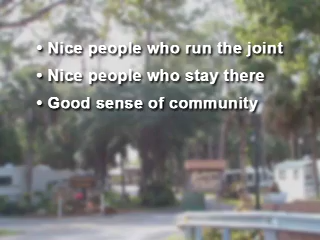 • Nice people who run the joint
• Nice people who stay there
• Good sense of community